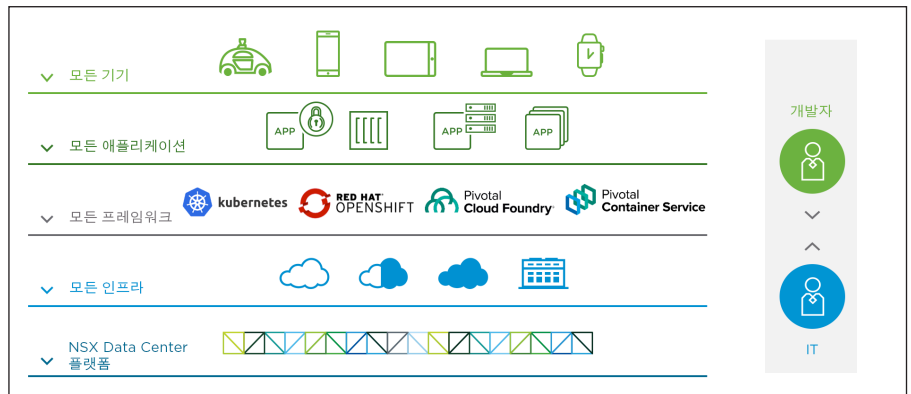 모든 기기
모든 애플리케이션
APP
APP
APP
모든 프레임워크
kubernetes
RED HAT
OPENSHIFT
Pivotal
Cloud Foundry
Pivotal
Container Service
모든 인프라
NSX Data Center
플랫폼
개발자
IT